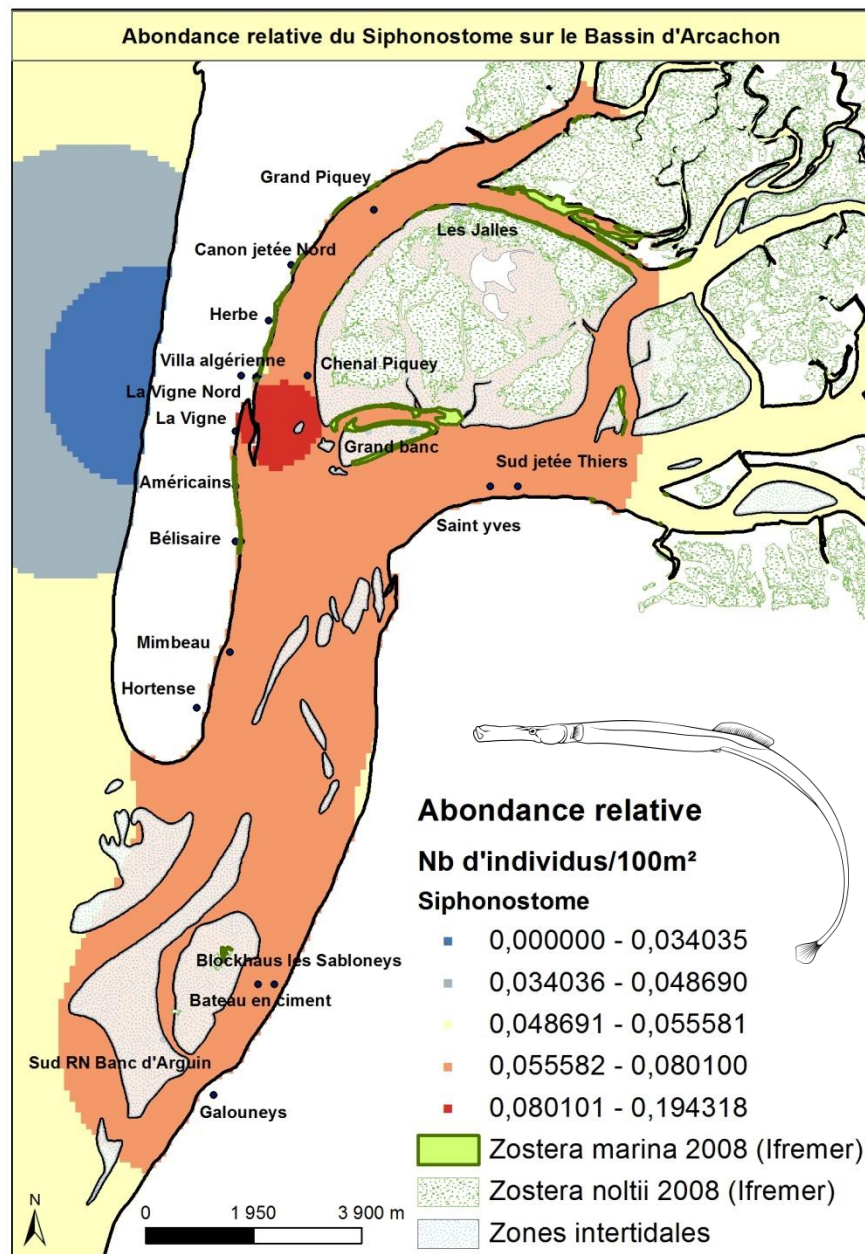 Abondance relative du Siphonostome sur le Bassin d'Arcachon
Grand Piquey
Les Jalles
Canon jetée Nord
Herbe
Villa algérienne
Chenal Piquey
La Vigne Nord
La Vigne
Grand banc
Sud jetée Thiers
Américains
Saint yves
Bélisaire
Mimbeau
Hortense
Blockhaus les Sabloneys
Bateau en ciment
Sud RN Banc d'Arguin
Galouneys
Abondance relative
Nb d'individus/100m²
Siphonostome
0,000000 - 0,034035
0,034036 - 0,048690
0,048691 - 0,055581
0,055582 - 0,080100
0,080101 - 0,194318
Zostera marina 2008 (Ifremer)
Zostera noltii 2008 (Ifremer)
Zones intertidales
N
0 1 950 3 900 m